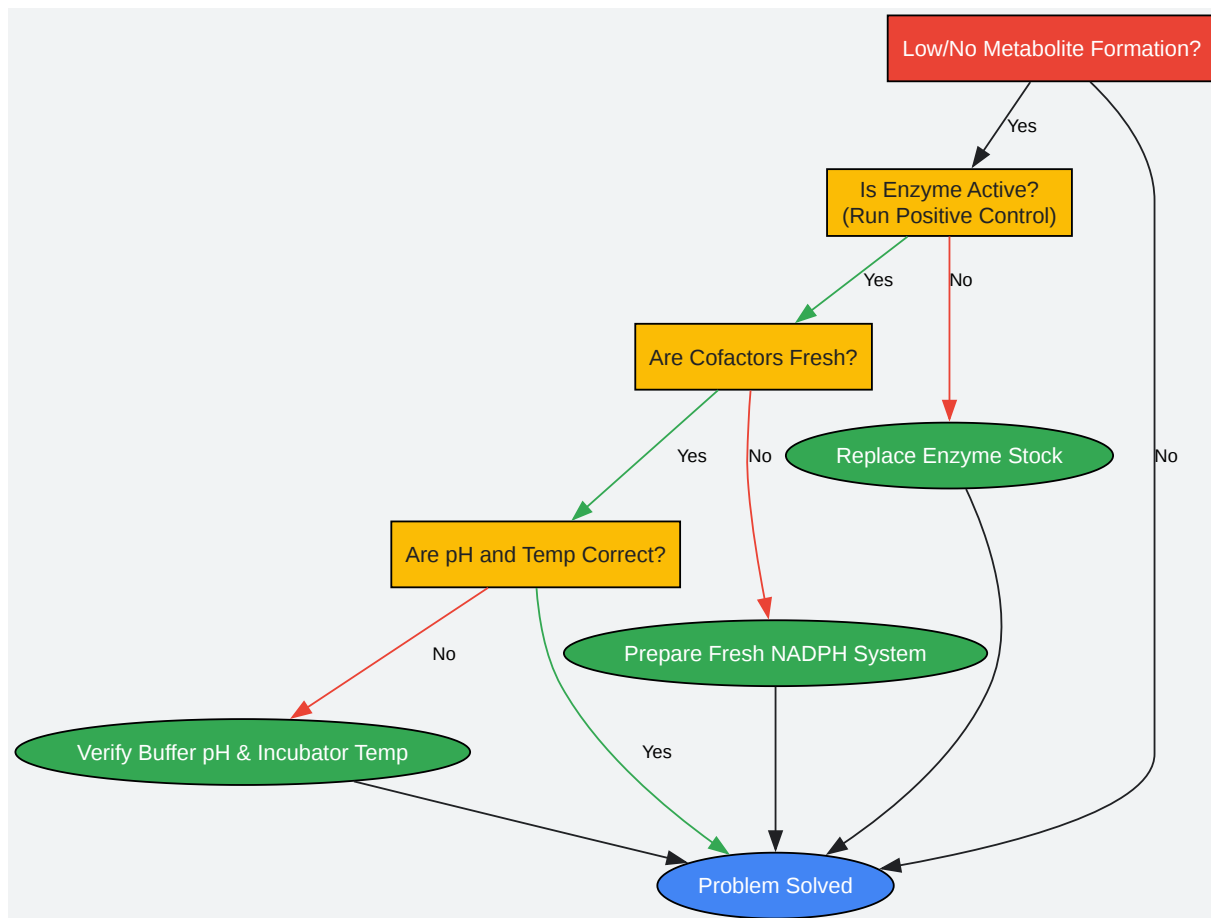 Low/No Metabolite Formation?
Yes
Is Enzyme Active?
(Run Positive Control)
Yes
No
Are Cofactors Fresh?
Yes
No
Replace Enzyme Stock
No
Are pH and Temp Correct?
No
Prepare Fresh NADPH System
Verify Buffer pH & Incubator Temp
Yes
Problem Solved